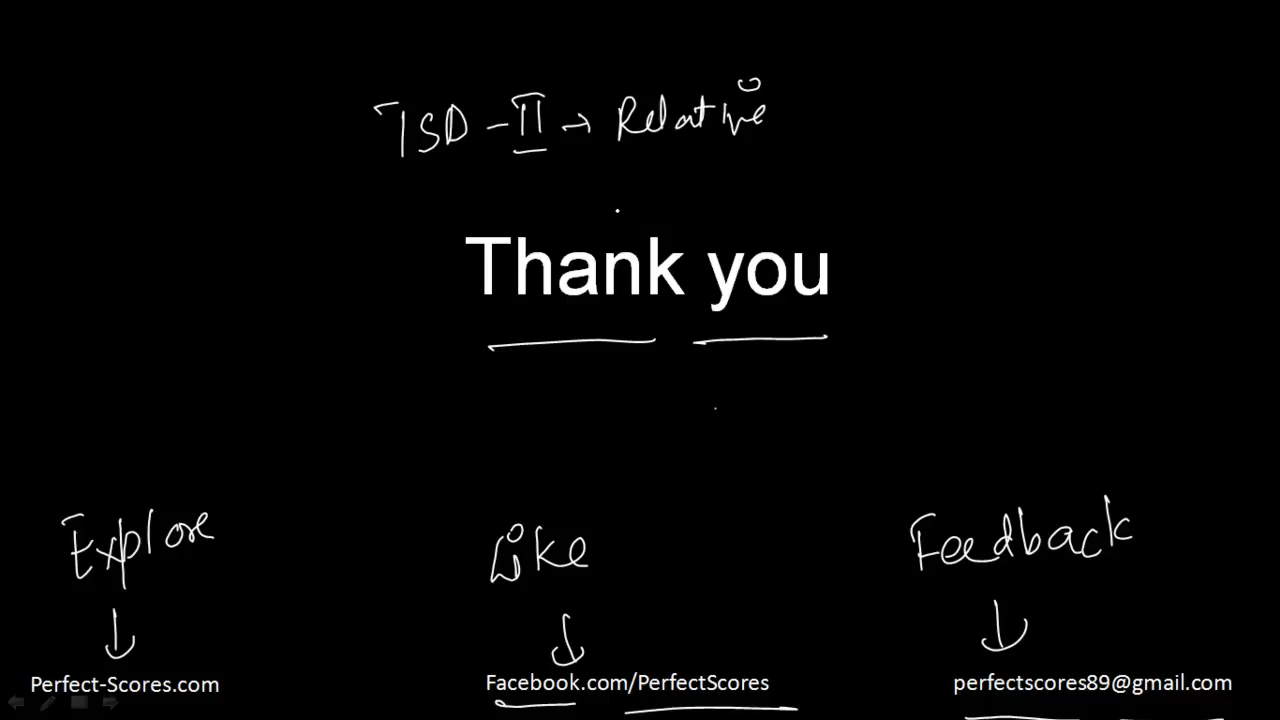 TSD - II → Relative
Thank you
Explore Like Feedback
↓ ↓ ↓
Perfect-Scores.com Facebook.com/PerfectScores perfectscores89@gmail.com